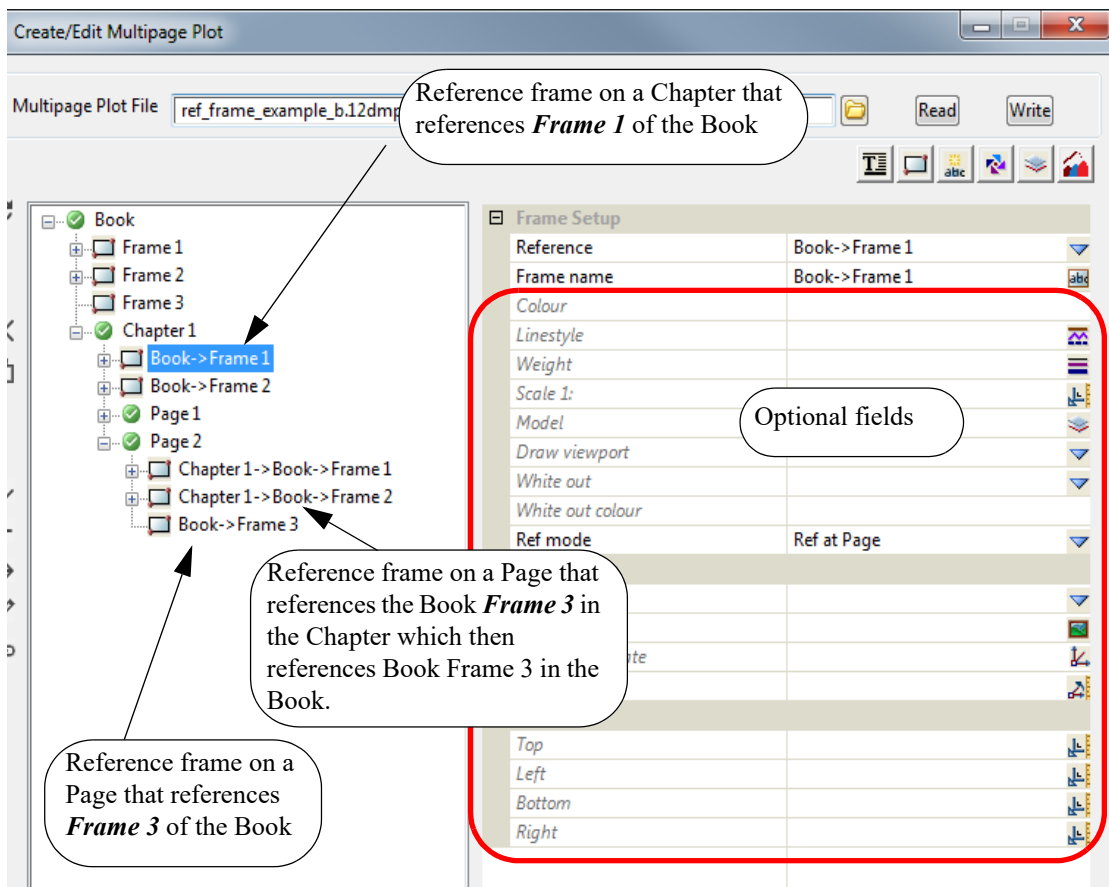 Create/Edit Multipage Plot
Multipage Plot File
ref_frame_example_b.12dmp
Read
Write
Reference frame on a Chapter that
references Frame 1 of the Book
abc
Book
Frame 1
Frame 2
Frame 3
Chapter 1
Book->Frame 1
Book->Frame 2
Page 1
Page 2
Chapter 1->Book->Frame 1
Chapter 1->Book->Frame 2
Book->Frame 3
Frame Setup
Reference Book->Frame 1
Frame name Book->Frame 1
Colour
Linestyle
Weight
Scale 1:
Model
Draw viewport
White out
White out colour
Ref mode Ref at Page
Optional fields
Reference frame on a Page that
references the Book Frame 3 in
the Chapter which then
references Book Frame 3 in the
Book.
Reference frame on a
Page that references
Frame 3 of the Book
Top
Left
Bottom
Right